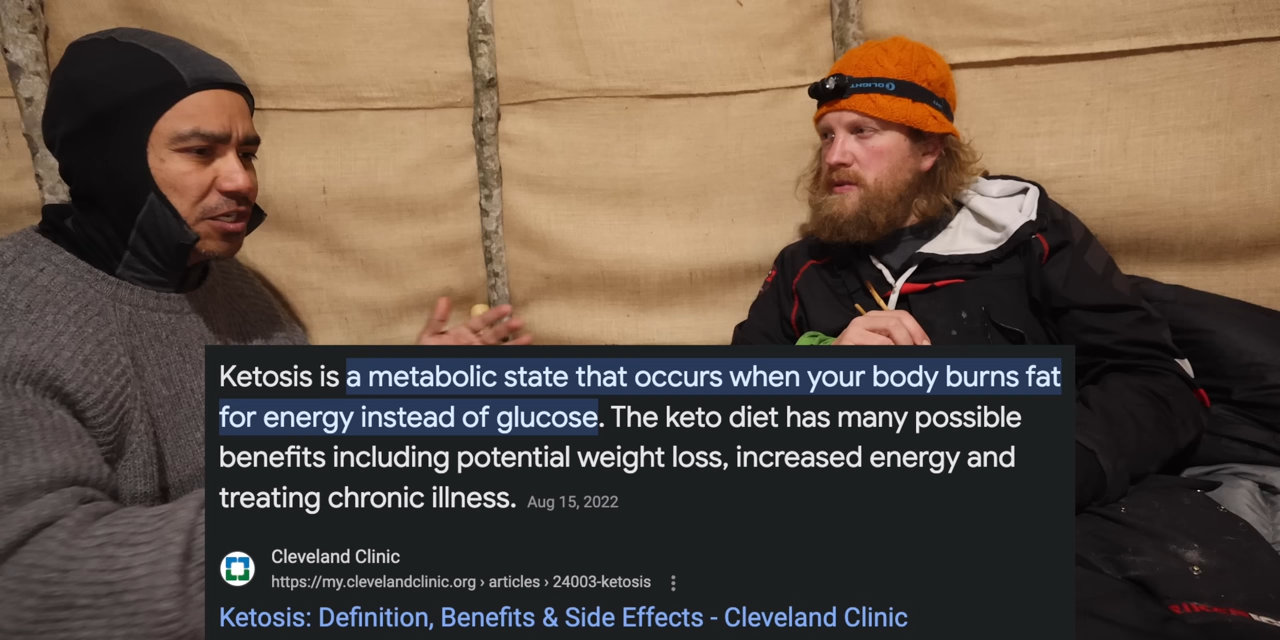 OLIGHT
Ketosis is a metabolic state that occurs when your body burns fat
for energy instead of glucose. The keto diet has many possible
benefits including potential weight loss, increased energy and
treating chronic illness. Aug 15, 2022
Cleveland Clinic
https://my.clevelandclinic.org › articles › 24003-ketosis
Ketosis: Definition, Benefits & Side Effects - Cleveland Clinic